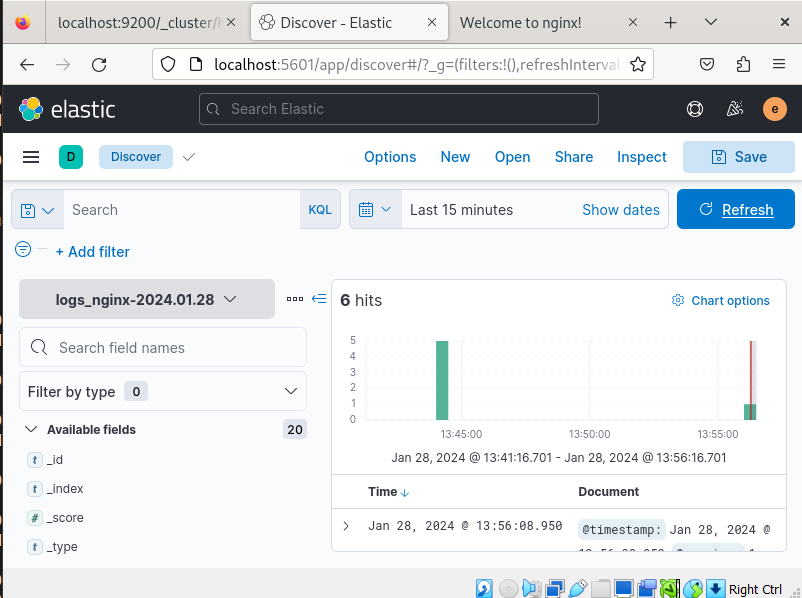 localhost:9200/_cluster/h
Discover - Elastic
Welcome to nginx!
localhost:5601/app/discover#/?_g=(filters:!(),refreshInterval
elastic
Search Elastic
e
D
Discover
Options
New
Open
Share
Inspect
Save
Search
KQL
Last 15 minutes
Show dates
Refresh
+ Add filter
logs_nginx-2024.01.28
6 hits
Chart options
Search field names
Filter by type 0
Available fields 20
t _id
t _index
# _score
t _type
5
4
3
2
1
0
13:45:00
13:50:00
13:55:00
Jan 28, 2024 @ 13:41:16.701 - Jan 28, 2024 @ 13:56:16.701
Time
Document
Jan 28, 2024 @ 13:56:08.950
@timestamp: Jan 28, 2024 @
Right Ctrl